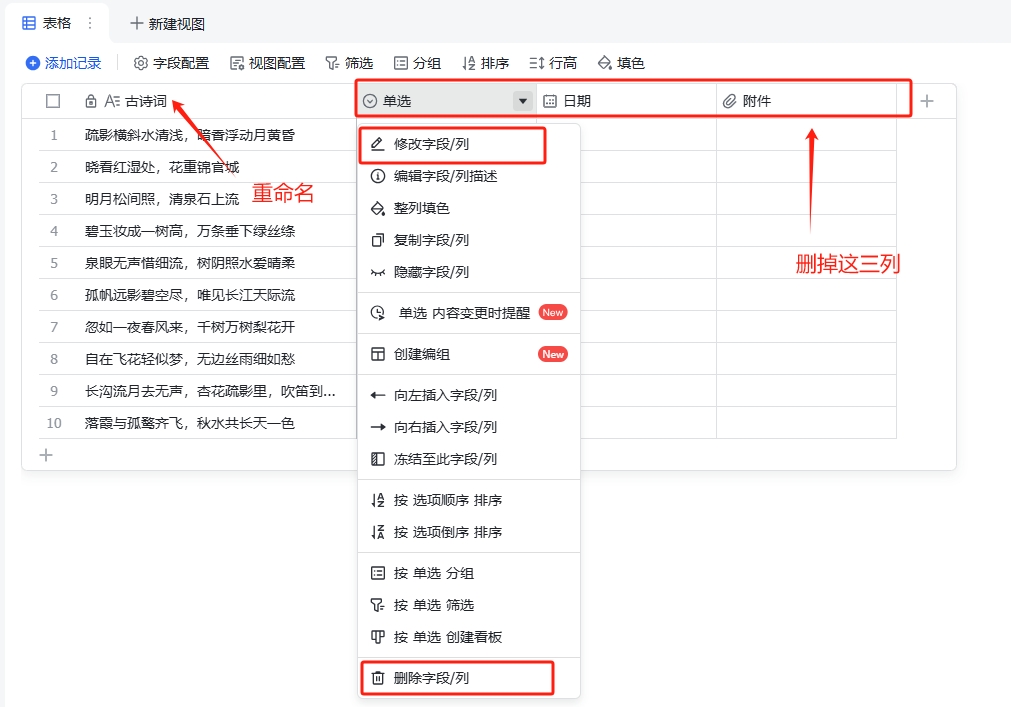 表格
新建视图
添加记录 字段配置 视图配置 筛选 分组 排序 行高 填色
古诗词 单选 日期 附件
1 疏影横斜水清浅，暗香浮动月黄昏
2 晓看红湿处，花重锦官城
3 明月松间照，清泉石上流
4 碧玉妆成一树高，万条垂下绿丝绦
5 泉眼无声惜细流，树阴照水爱晴柔
6 孤帆远影碧空尽，唯见长江天际流
7 忽如一夜春风来，千树万树梨花开
8 自在飞花轻似梦，无边丝雨细如愁
9 长沟流月去无声，杏花疏影里，吹笛到...
10 落霞与孤鹜齐飞，秋水共长天一色
重命名
删掉这三列
修改字段/列
编辑字段/列描述
整列填色
复制字段/列
隐藏字段/列
单选 内容变更时提醒 New
创建编组 New
向左插入字段/列
向右插入字段/列
冻结至此字段/列
按 选项顺序 排序
按 选项倒序 排序
按 单选 分组
按 单选 筛选
按 单选 创建看板
删除字段/列